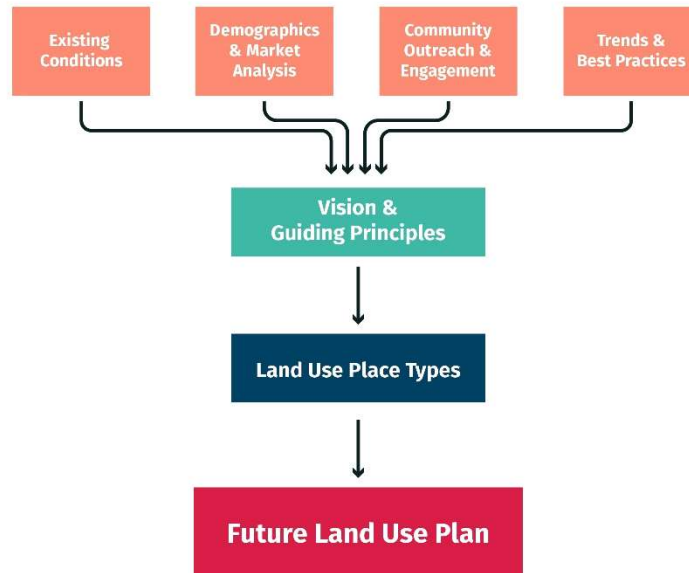 Existing
Conditions
Demographics
& Market
Analysis
Community
Outreach &
Engagement
Trends &
Best Practices
Vision &
Guiding Principles
Land Use Place Types
Future Land Use Plan